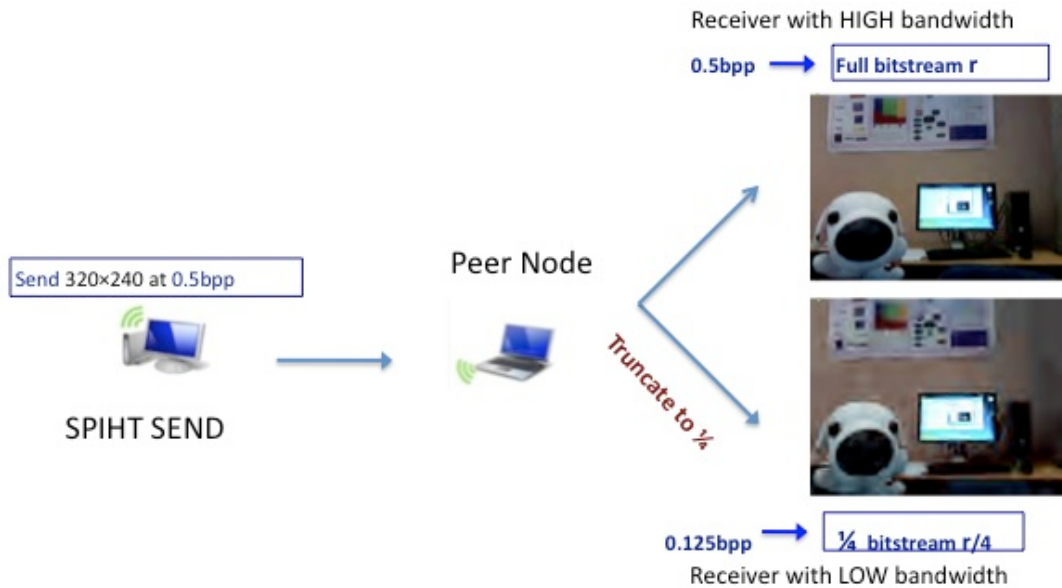 Receiver with HIGH bandwidth
0.5bpp
Full bitstream r
Send 320×240 at 0.5bpp
SPIHT SEND
Peer Node
Truncate to ¼
0.125bpp
¼ bitstream r/4
Receiver with LOW bandwidth